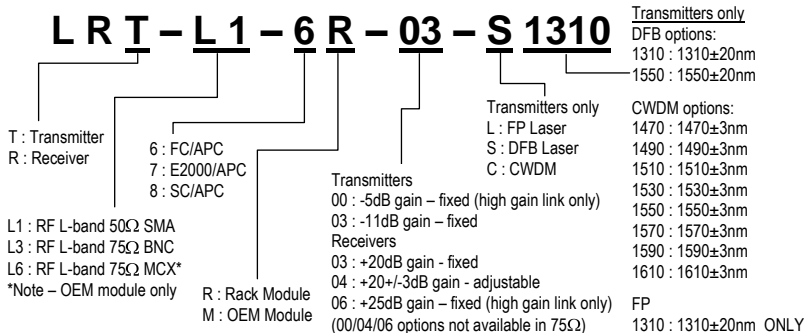 L R T – L 1 – 6 R – 03 – S 1310
T : Transmitter
R : Receiver
L1 : RF L-band 50Ω SMA
L3 : RF L-band 75Ω BNC
L6 : RF L-band 75Ω MCX*
*Note – OEM module only
6 : FC/APC
7 : E2000/APC
8 : SC/APC
R : Rack Module
M : OEM Module
Transmitters
00 : -5dB gain – fixed (high gain link only)
03 : -11dB gain – fixed
Receivers
03 : +20dB gain - fixed
04 : +20+/-3dB gain - adjustable
06 : +25dB gain – fixed (high gain link only)
(00/04/06 options not available in 75Ω)
Transmitters only
L : FP Laser
S : DFB Laser
C : CWDM
Transmitters only
DFB options:
1310 : 1310±20nm
1550 : 1550±20nm
CWDM options:
1470 : 1470±3nm
1490 : 1490±3nm
1510 : 1510±3nm
1530 : 1530±3nm
1550 : 1550±3nm
1570 : 1570±3nm
1590 : 1590±3nm
1610 : 1610±3nm
FP
1310 : 1310±20nm ONLY